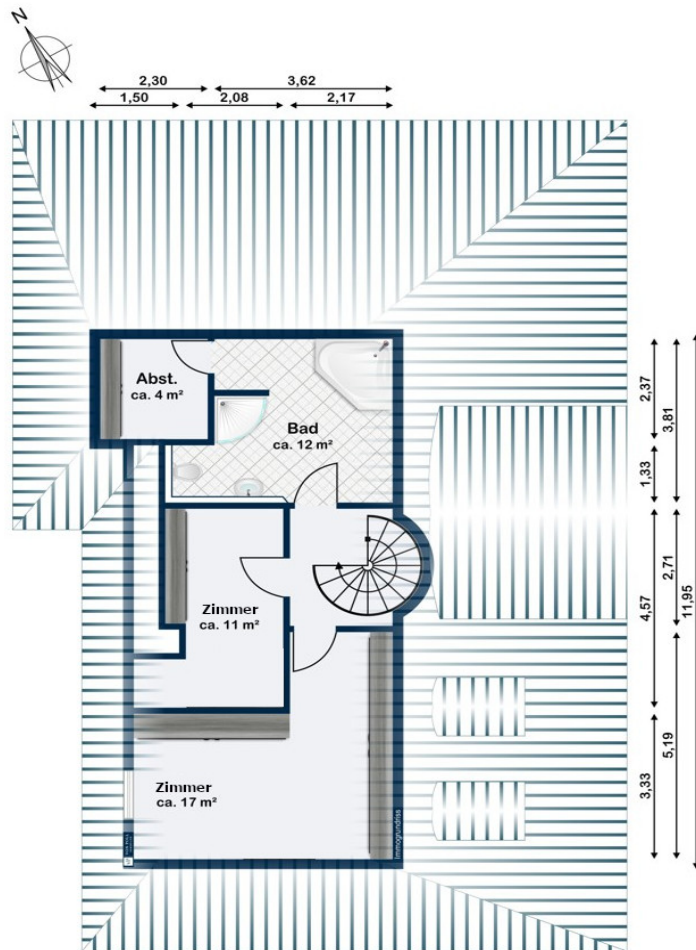 N
2,30
3,62
1,50
2,08
2,17
Abst.
ca. 4 m²
Bad
ca. 12 m²
Zimmer
ca. 11 m²
Zimmer
ca. 17 m²
2,37
3,81
1,33
4,57
2,71
11,95
3,33
5,19
immogrundriss